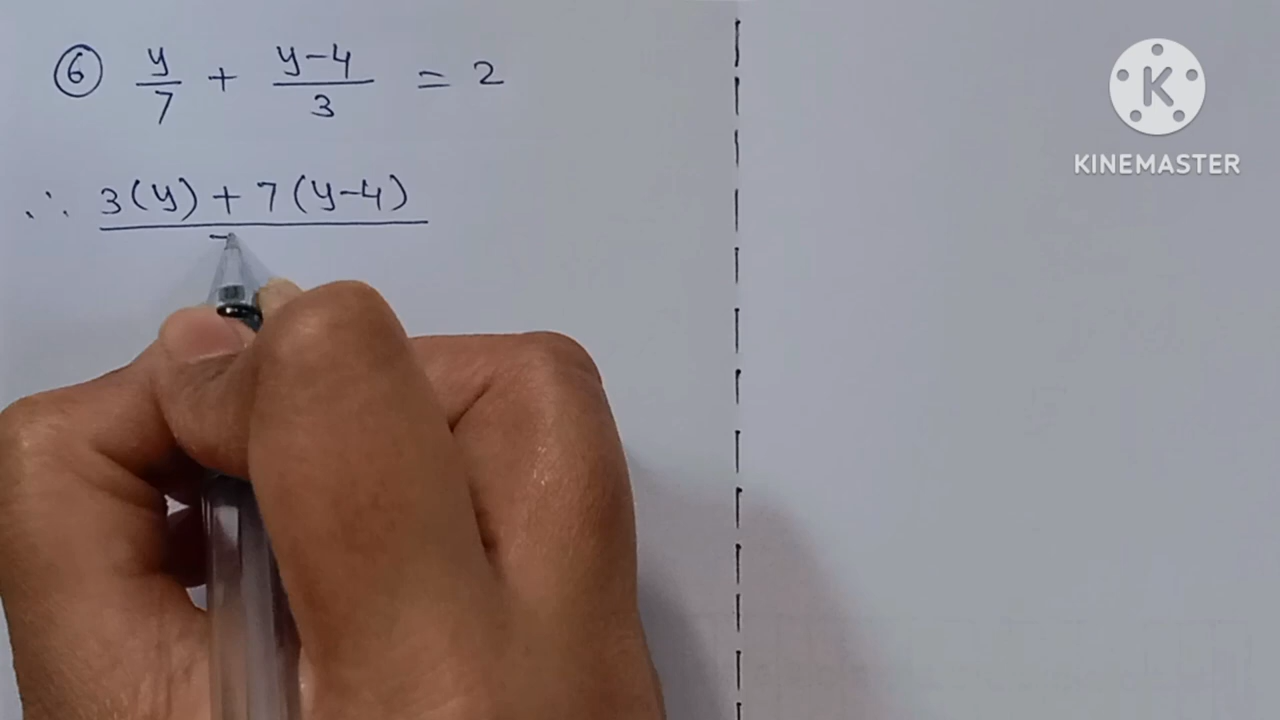 ⑥ y/7 + y-4/3 = 2
∴ 3(y) + 7(y-4)
K
KINEMASTER